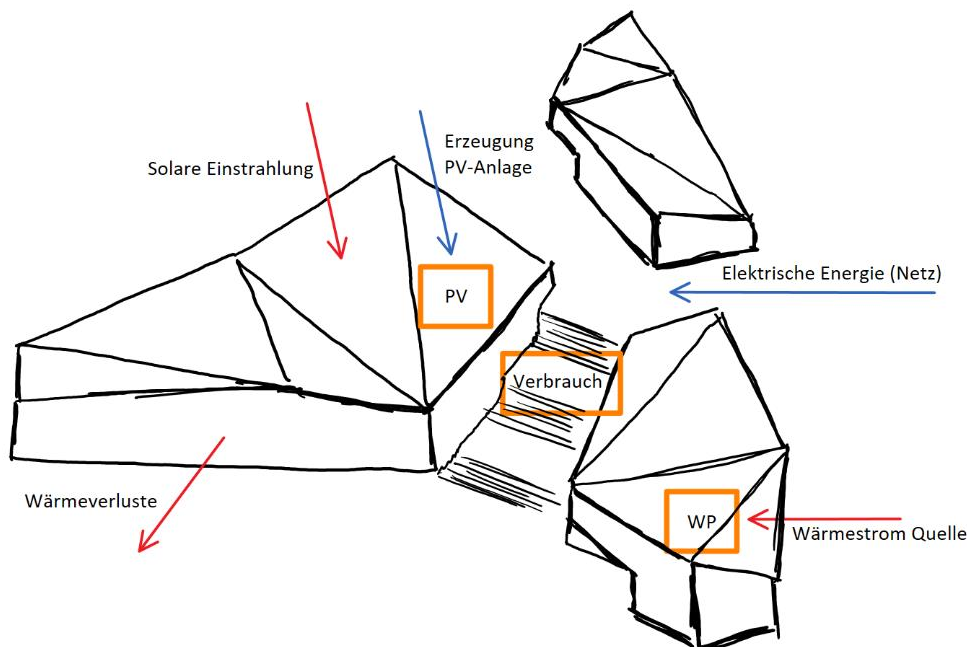 Erzeugung
PV-Anlage
Solare Einstrahlung
Elektrische Energie (Netz)
PV
Verbrauch
Wärmeverluste
WP
Wärmestrom Quelle